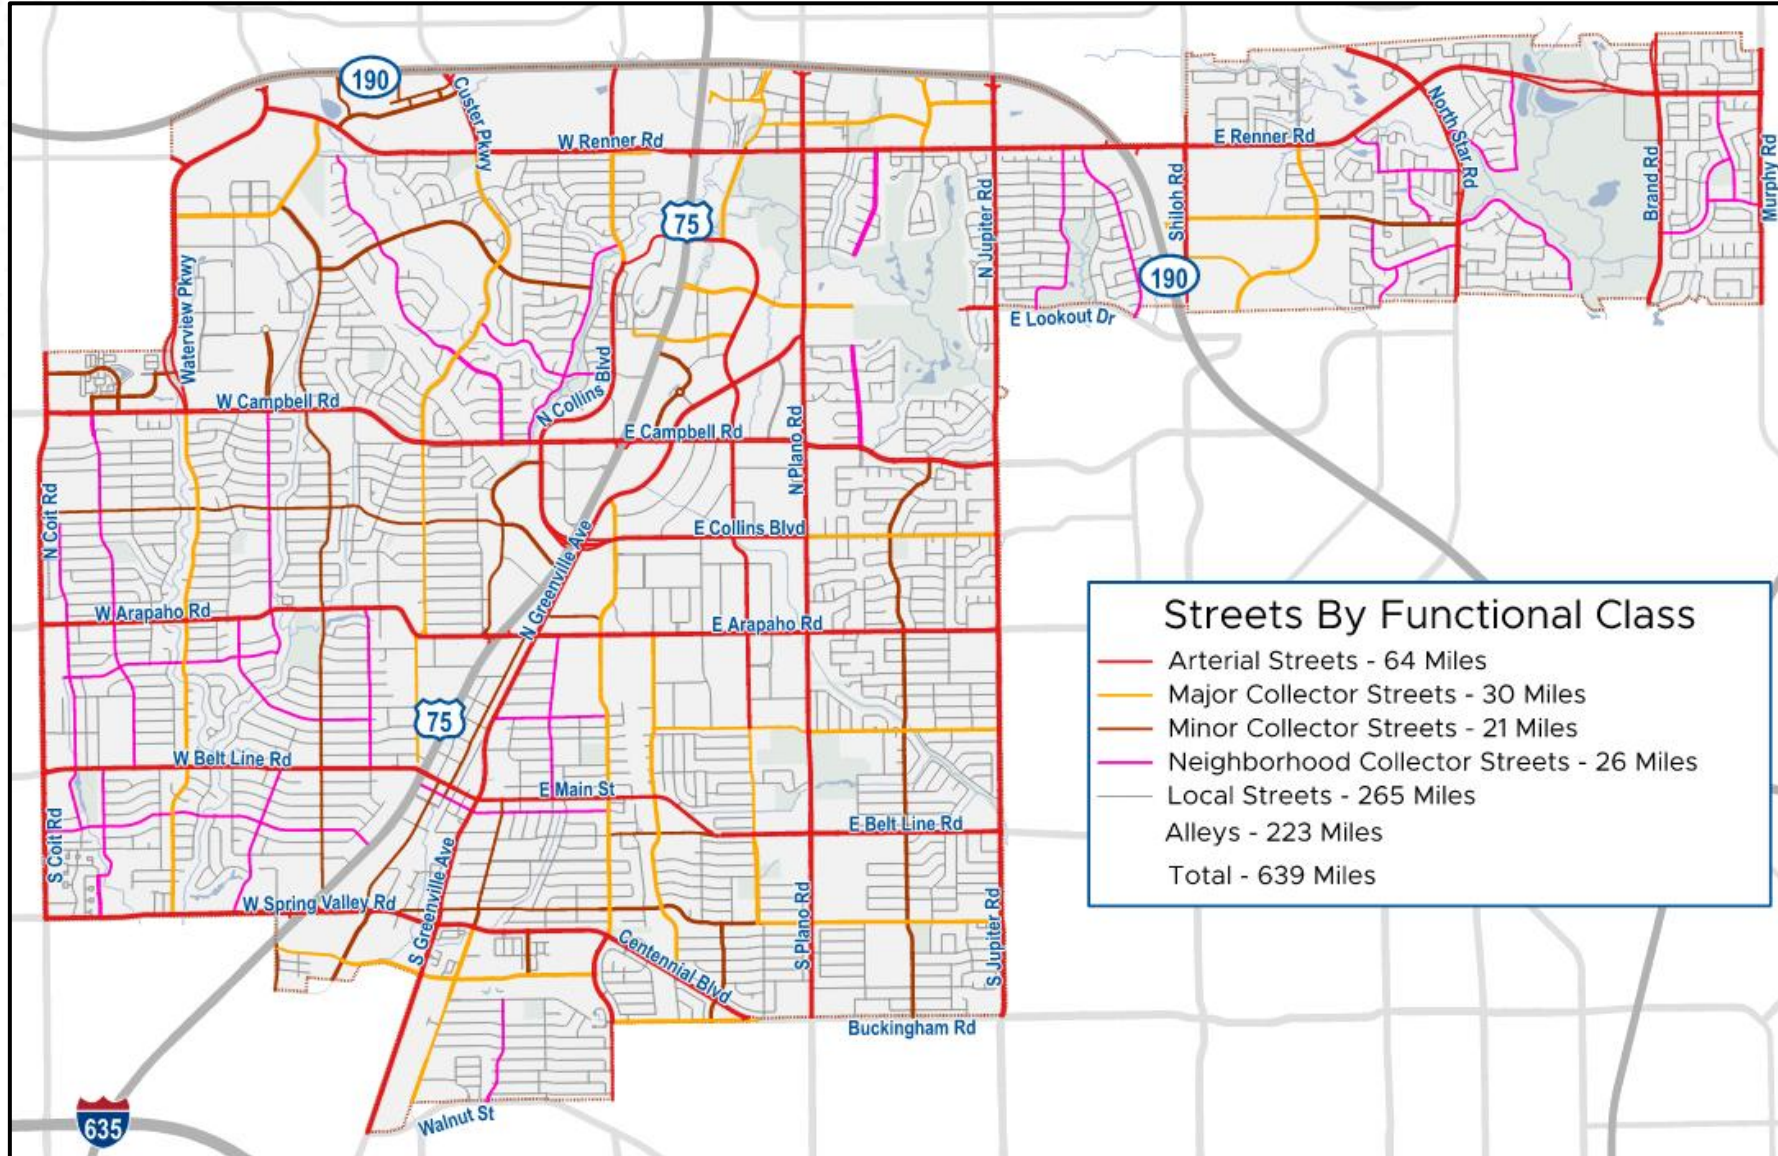 190
Custer Pkwy
W Renner Rd
E Renner Rd
North Star Rd
Brand Rd
Murphy Rd
75
N Jupiter Rd
Shiloh Rd
190
Waterview Pkwy
E Lookout Dr
N Collins Blvd
W Campbell Rd
E Campbell Rd
N Plano Rd
N Coit Rd
E Collins Blvd
N Greenville Ave
W Arapaho Rd
E Arapaho Rd
75
W Belt Line Rd
E Main St
E Belt Line Rd
S Coit Rd
W Spring Valley Rd
S Greenville Ave
Centennial Blvd
S Plano Rd
S Jupiter Rd
Buckingham Rd
Walnut St
635
Streets By Functional Class
Arterial Streets - 64 Miles
Major Collector Streets - 30 Miles
Minor Collector Streets - 21 Miles
Neighborhood Collector Streets - 26 Miles
Local Streets - 265 Miles
Alleys - 223 Miles
Total - 639 Miles